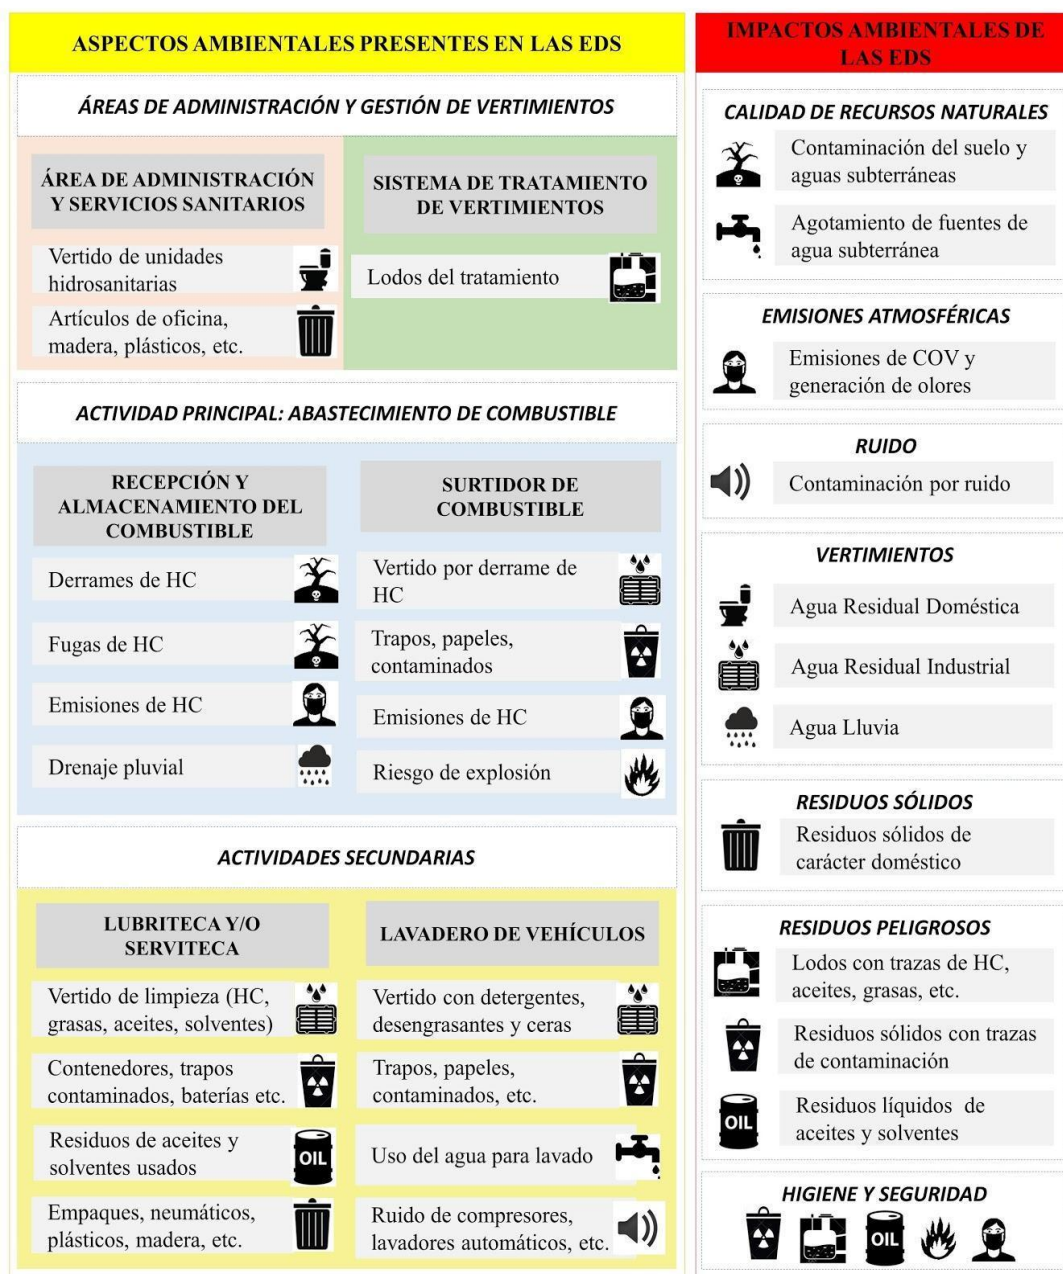 ASPECTOS AMBIENTALES PRESENTES EN LAS EDS
ÁREAS DE ADMINISTRACIÓN Y GESTIÓN DE VERTIMIENTOS
ÁREA DE ADMINISTRACIÓN
Y SERVICIOS SANITARIOS
Vertido de unidades
hidrosanitarias
Artículos de oficina,
madera, plásticos, etc.
SISTEMA DE TRATAMIENTO
DE VERTIMIENTOS
Lodos del tratamiento
ACTIVIDAD PRINCIPAL: ABASTECIMIENTO DE COMBUSTIBLE
RECEPCIÓN Y
ALMACENAMIENTO DEL
COMBUSTIBLE
Derrames de HC
Fugas de HC
Emisiones de HC
Drenaje pluvial
SURTIDOR DE
COMBUSTIBLE
Vertido por derrame de
HC
Trapos, papeles,
contaminados
Emisiones de HC
Riesgo de explosión
ACTIVIDADES SECUNDARIAS
LUBRITECA Y/O
SERVITECA
Vertido de limpieza (HC,
grasas, aceites, solventes)
Contenedores, trapos
contaminados, baterías etc.
Residuos de aceites y
solventes usados
OIL
Empaques, neumáticos,
plásticos, madera, etc.
LAVADERO DE VEHÍCULOS
Vertido con detergentes,
desengrasantes y ceras
Trapos, papeles,
contaminados, etc.
Uso del agua para lavado
Ruido de compresores,
lavadores automáticos, etc.
IMPACTOS AMBIENTALES DE
LAS EDS
CALIDAD DE RECURSOS NATURALES
Contaminación del suelo y
aguas subterráneas
Agotamiento de fuentes de
agua subterránea
EMISIONES ATMOSFÉRICAS
Emisiones de COV y
generación de olores
RUIDO
Contaminación por ruido
VERTIMIENTOS
Agua Residual Doméstica
Agua Residual Industrial
Agua Lluvia
RESIDUOS SÓLIDOS
Residuos sólidos de
carácter doméstico
RESIDUOS PELIGROSOS
Lodos con trazas de HC,
aceites, grasas, etc.
Residuos sólidos con trazas
de contaminación
OIL
Residuos líquidos de
aceites y solventes
HIGIENE Y SEGURIDAD
OIL